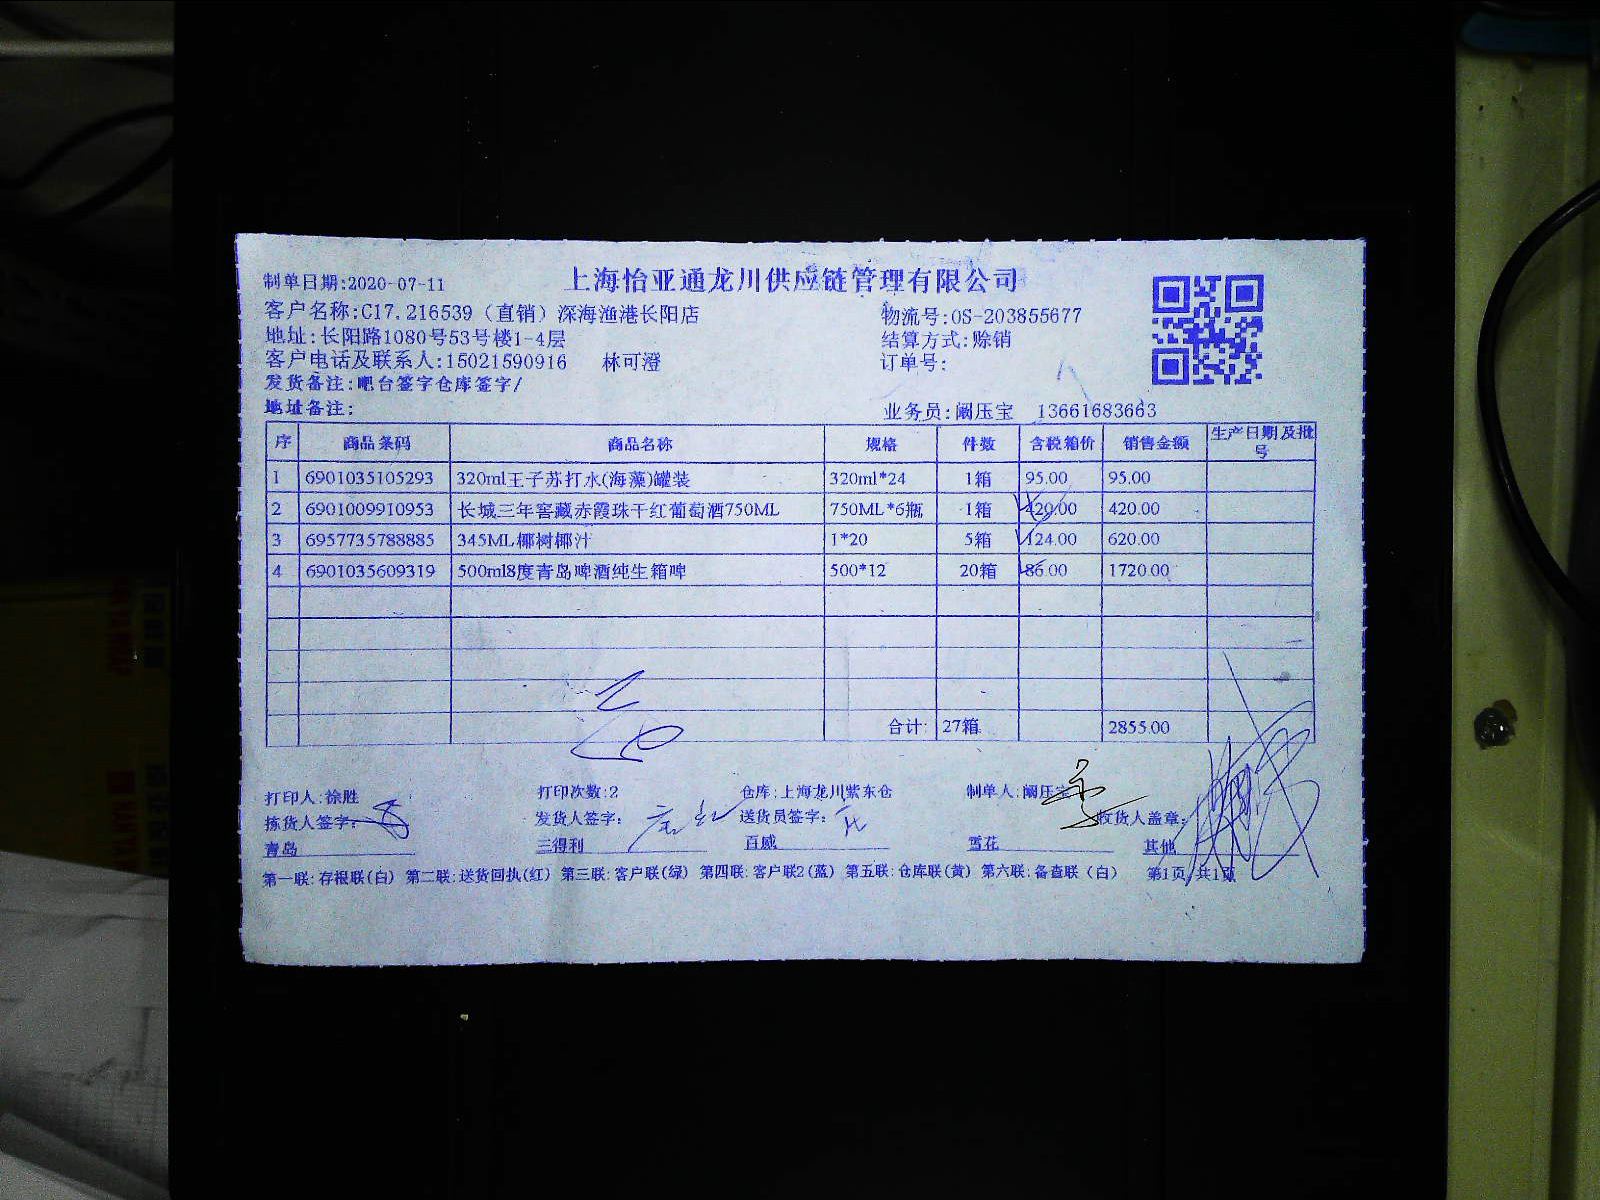 上海怡亚通龙川供应链管理有限公司
制单日期:2020-07-11
客户名称:C17.216539（直销）深海渔港长阳店 物流号:OS-203855677
地址:长阳路1080号53号楼1-4层 结算方式:赊销
客户电话及联系人:15021590916 林可澄 订单号:
发货备注:吧台签字仓库签字/
地址备注: 业务员:阚压宝 13661683663
序 商品条码 商品名称 规格 件数 含税箱价 销售金额 生产日期及批号
1 6901035105293 320ml王子苏打水(海藻)罐装 320ml*24 1箱 95.00 95.00
2 6901009910953 长城三年窖藏赤霞珠干红葡萄酒750ML 750ML*6瓶 1箱 420.00 420.00
3 6957735788885 345ML椰树椰汁 1*20 5箱 124.00 620.00
4 6901035609319 500ml8度青岛啤酒纯生箱啤 500*12 20箱 86.00 1720.00
合计: 27箱 2855.00
打印人:徐胜 打印次数:2 仓库:上海龙川紫东仓 制单人:阚压宝
拣货人签字: 发货人签字: 送货员签字: 收货人盖章:
青岛 三得利 百威 雪花 其他
第一联:存根联(白) 第二联:送货回执(红) 第三联:客户联(绿) 第四联:客户联2(蓝) 第五联:仓库联(黄) 第六联:备查联（白） 第1页/共1页